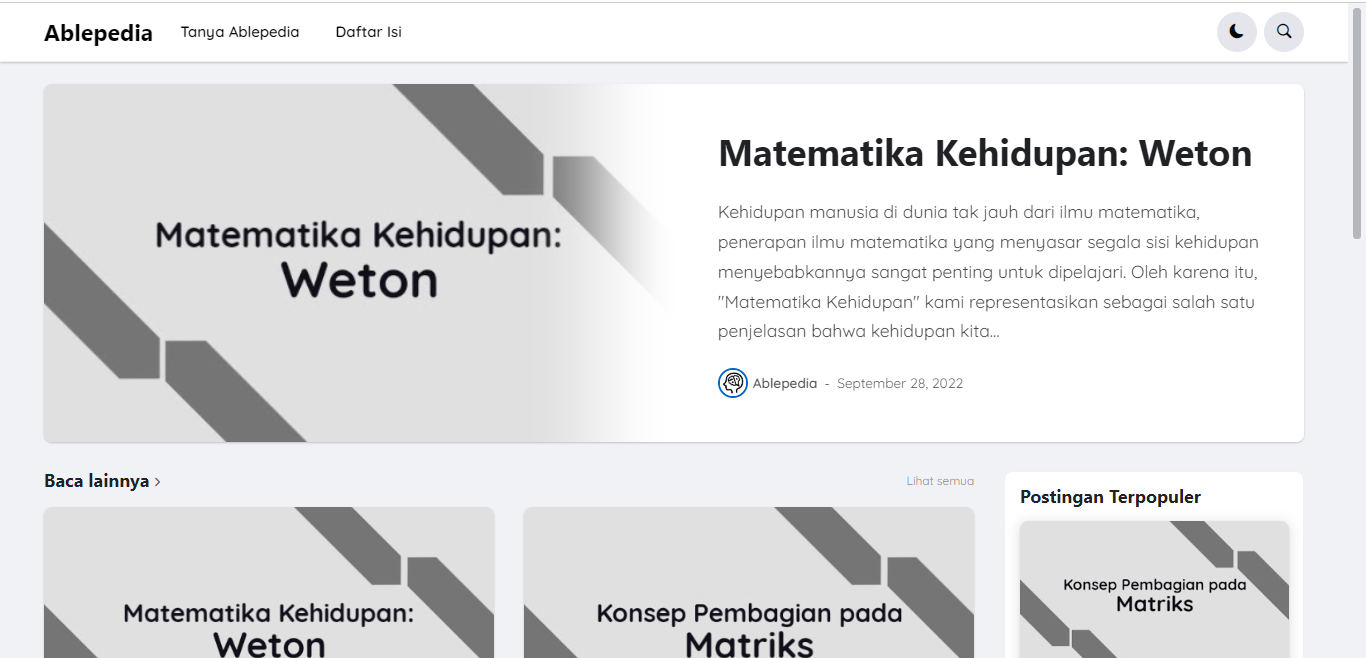 Ablepedia
Tanya Ablepedia
Daftar Isi
Matematika Kehidupan:
Weton
Matematika Kehidupan: Weton
Kehidupan manusia di dunia tak jauh dari ilmu matematika,
penerapan ilmu matematika yang menyasar segala sisi kehidupan
menyebabkannya sangat penting untuk dipelajari. Oleh karena itu,
"Matematika Kehidupan" kami representasikan sebagai salah satu
penjelasan bahwa kehidupan kita...
Ablepedia - September 28, 2022
Baca lainnya ›
Lihat semua
Matematika Kehidupan:
Weton
Konsep Pembagian pada
Matriks
Postingan Terpopuler
Konsep Pembagian pada
Matriks